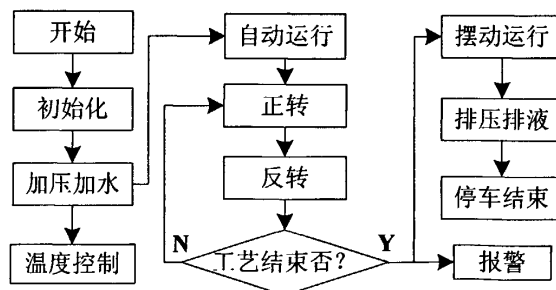 开始
初始化
加压加水
温度控制
自动运行
正转
反转
工艺结束否?
N
Y
摆动运行
排压排液
停车结束
报警